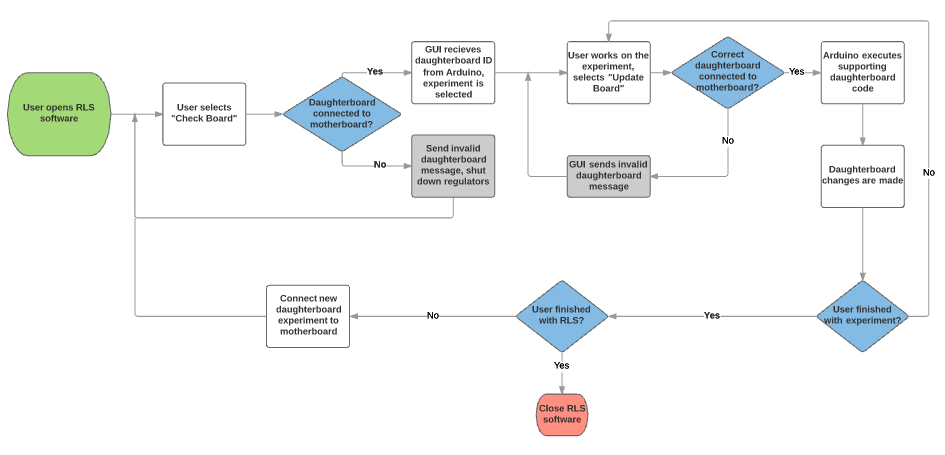 User opens RLS
software
User selects
"Check Board"
Daughterboard
connected to
motherboard?
Yes
No
GUI recieves
daughterboard ID
from Arduino,
experiment is
selected
Send invalid
daughterboard
message, shut
down regulators
User works on the
experiment,
selects "Update
Board"
Correct
daughterboard
connected to
motherboard?
Yes
No
GUI sends invalid
daughterboard
message
Arduino executes
supporting
daughterboard
code
Daughterboard
changes are made
No
User finished
with experiment?
Yes
User finished
with RLS?
No
Connect new
daughterboard
experiment to
motherboard
Yes
Close RLS
software